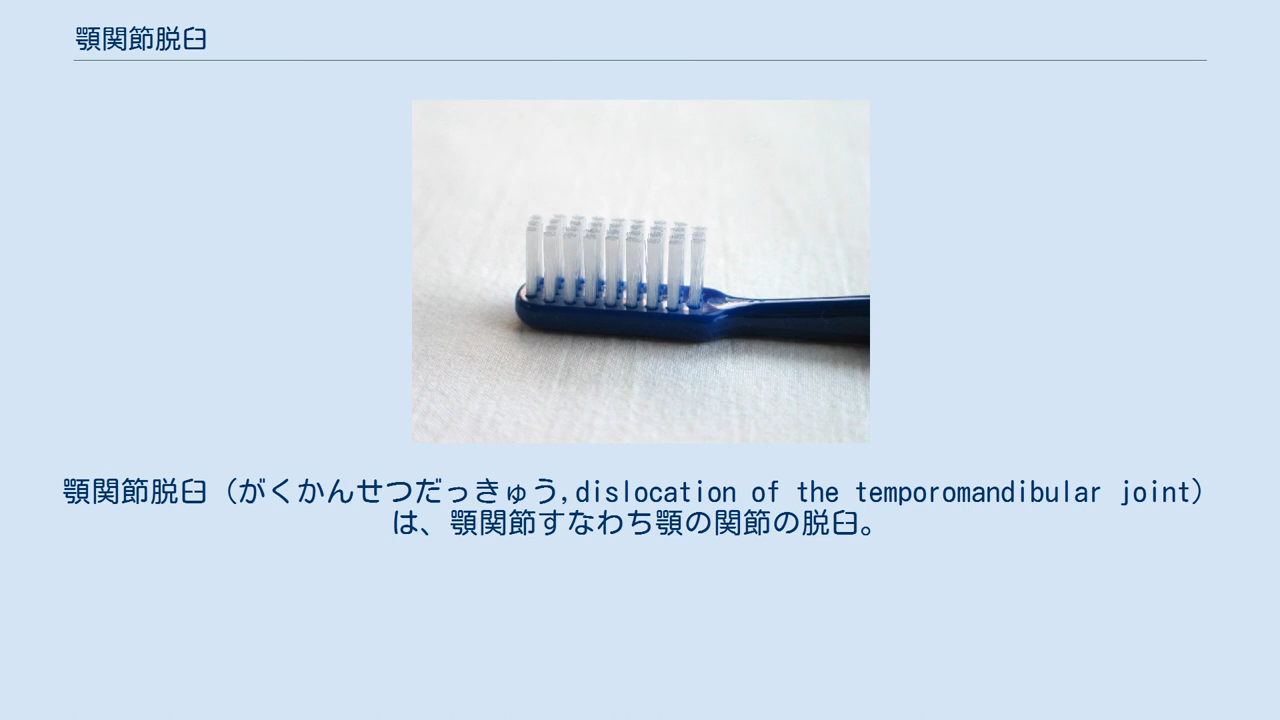 顎関節脱臼
顎関節脱臼（がくかんせつだっきゅう,dislocation of the temporomandibular joint）
は、顎関節すなわち顎の関節の脱臼。